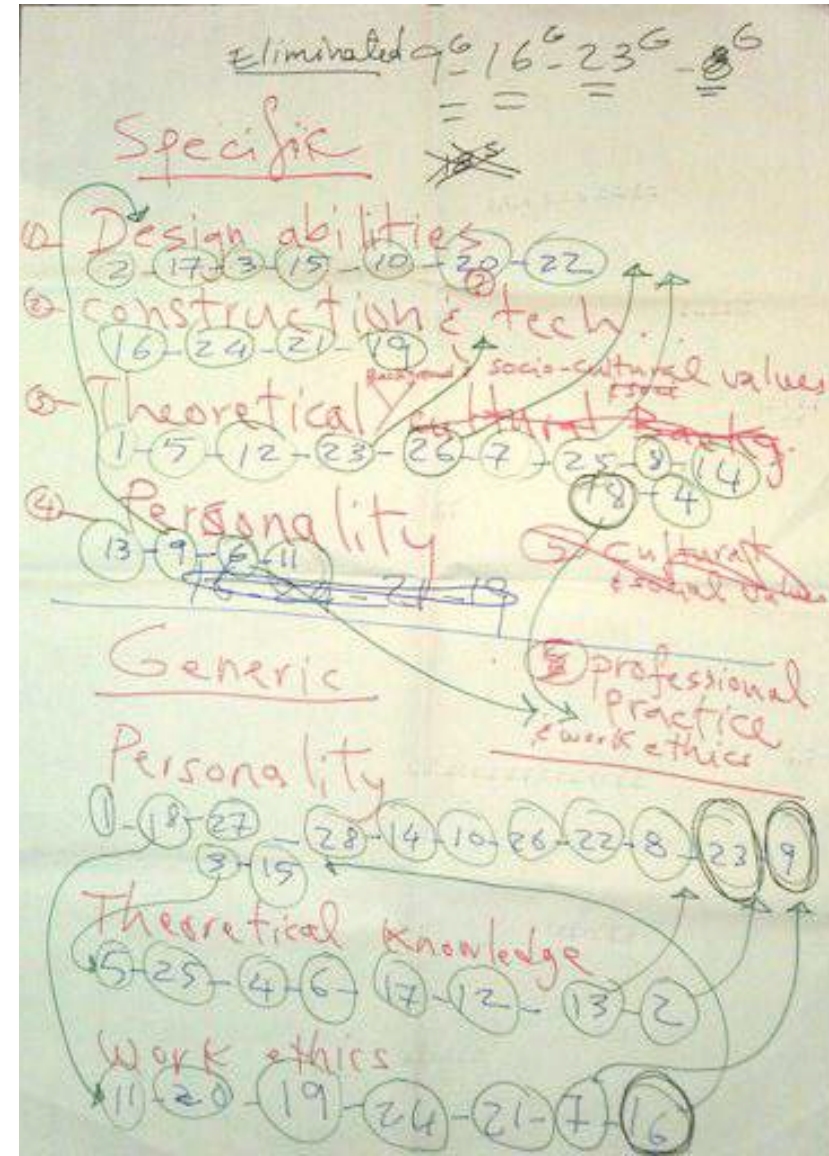 Eliminated 9G - 16G - 23G - 8G
Specific
① Design abilities
2 - 17 - 3 - 15 - 10 - 20 - 22
②
② construction & tech.
16 - 24 - 21 - 19
Background & socio-cultural values
③ Theoretical Cultural
1 - 5 - 12 - 23 - 26 - 7 - 25 - 8 - 14
18 - 4
④ Personality
13 - 9 - 6 - 11
5 cultural
& social values
16 - 24 - 21 - 19
Generic
5 professional
practice
& work ethics
Personality
1 - 18 - 27 - 28 - 14 - 10 - 26 - 22 - 8 - 23 - 9
3 - 15
Theoretical Knowledge
5 - 25 - 4 - 6 - 17 - 12 - 13 - 2
Work ethics
11 - 20 - 19 - 24 - 21 - 7 - 16